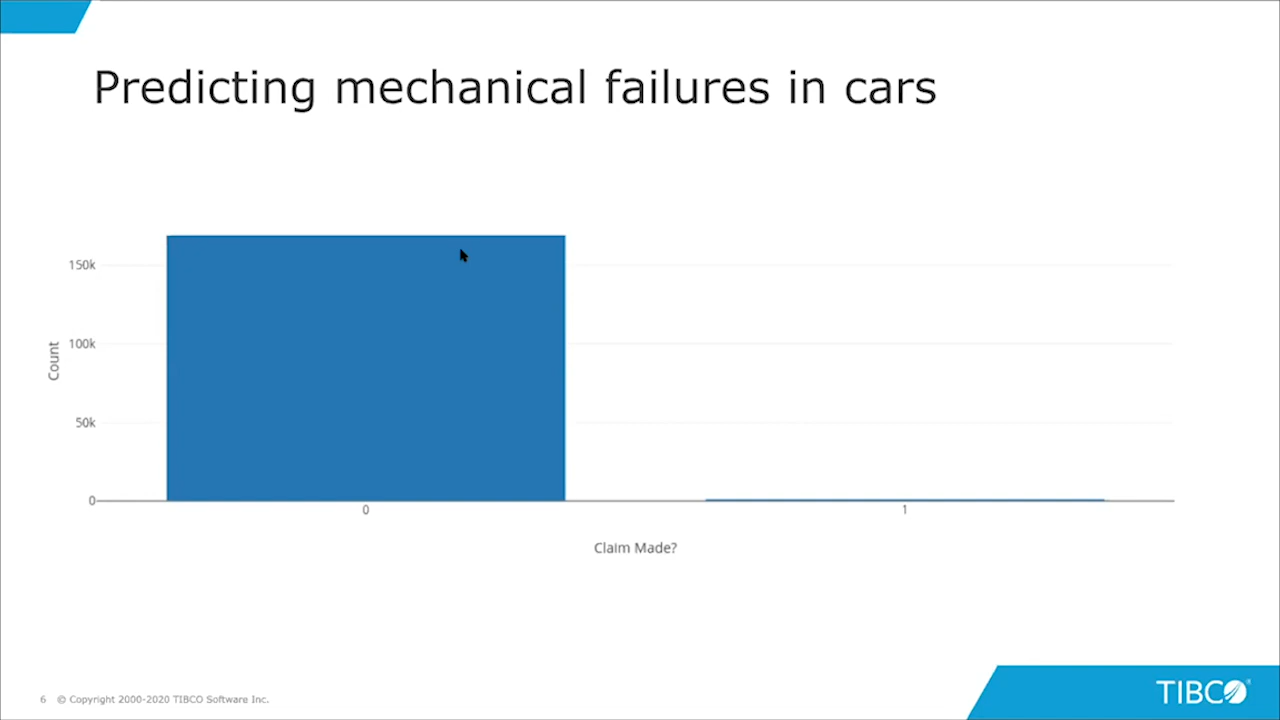 Predicting mechanical failures in cars
150k
100k
50k
0
Count
0
1
Claim Made?
6 © Copyright 2000-2020 TIBCO Software Inc.
TIBCO®